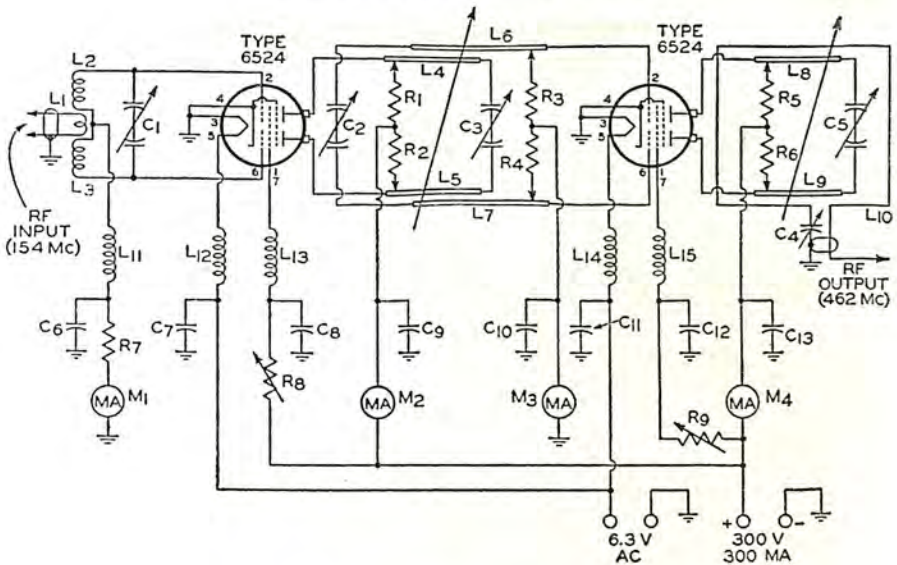 TYPE
6524
TYPE
6524
L2
L1
L3
C1
2
4
3
5
6
7
L6
L4
C2
R1
R2
C3
R3
R4
L5
L7
2
4
3
5
6
7
L8
R5
R6
C5
L9
C4
L10
RF
INPUT
(154 MC)
RF
OUTPUT
(462 MC)
L11
L12
L13
L14
L15
C6
R7
C7
C8
R8
C9
C10
C11
C12
C13
MA
M1
MA
M2
M3
MA
R9
MA
M4
6.3 V
AC
+
-
300 V
300 MA